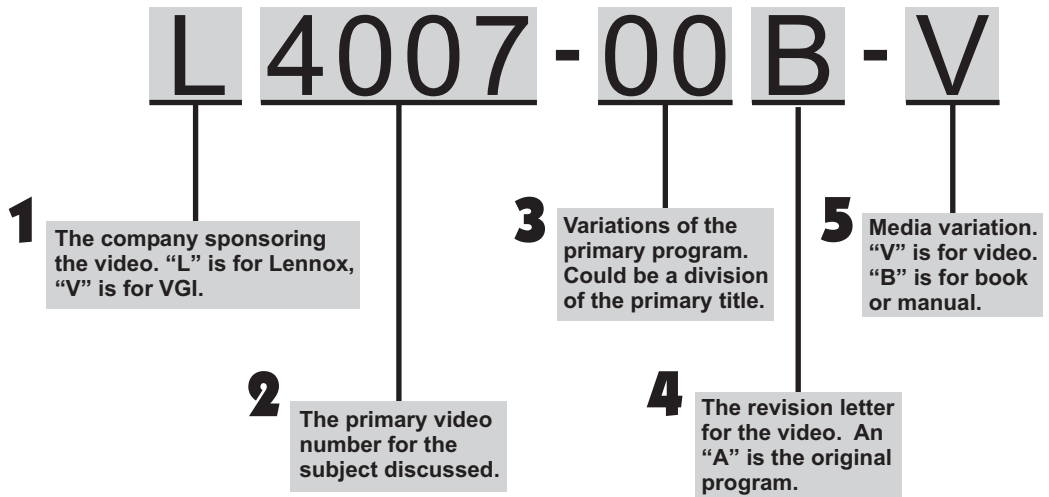 L 4007 - 00 B - V
1
The company sponsoring
the video. “L” is for Lennox,
“V” is for VGI.
2
The primary video
number for the
subject discussed.
3
Variations of the
primary program.
Could be a division
of the primary title.
4
The revision letter
for the video.  An
“A” is the original
program.
5
Media variation.
“V” is for video.
“B” is for book
or manual.